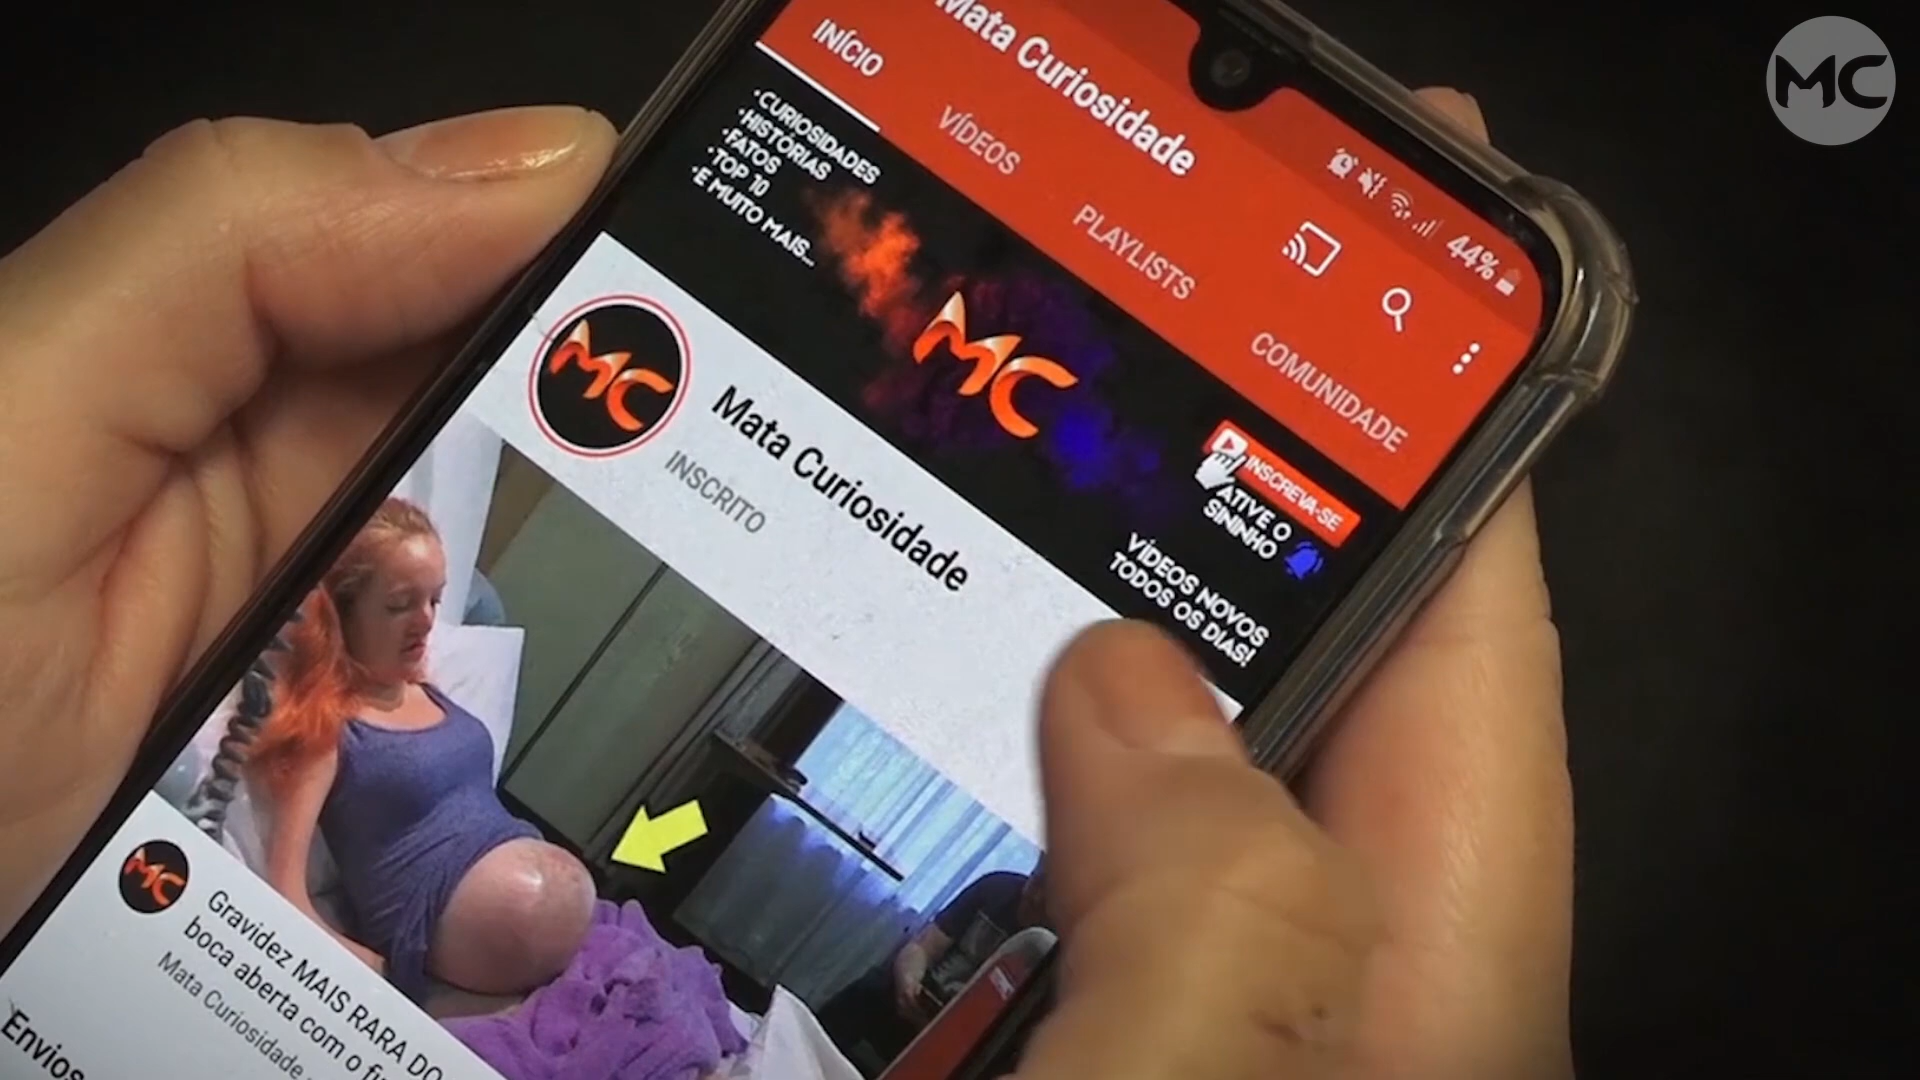 MC
Mata Curiosidade
44%
INÍCIO
VÍDEOS
PLAYLISTS
COMUNIDADE
•CURIOSIDADES
•HISTÓRIAS
•FATOS
•TOP 10
•E MUITO MAIS...
MC
INSCREVA-SE
ATIVE O
SININHO
VÍDEOS NOVOS
TODOS OS DIAS!
MC
Mata Curiosidade
INSCRITO
MC
Gravidez MAIS RARA DO
boca aberta com o
Mata Curiosidade
Envios